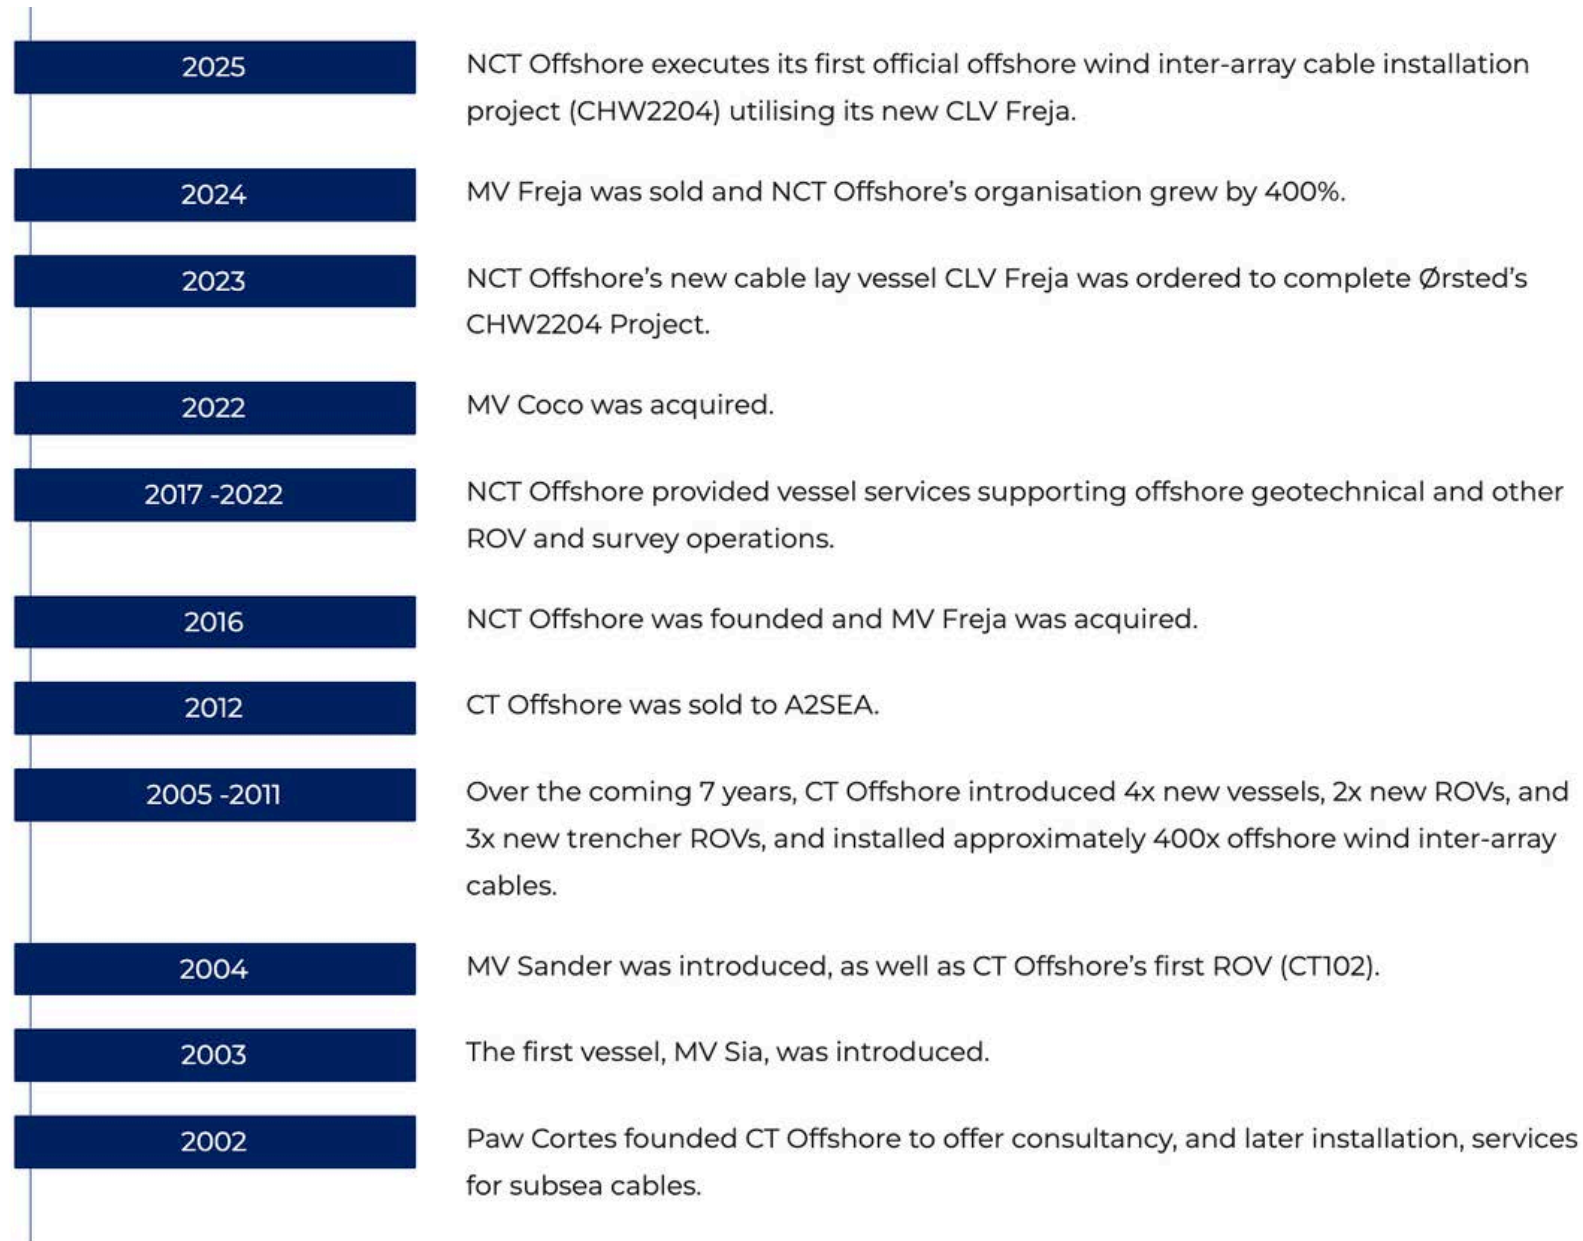 2025
NCT Offshore executes its first official offshore wind inter-array cable installation
project (CHW2204) utilising its new CLV Freja.
2024
MV Freja was sold and NCT Offshore's organisation grew by 400%.
2023
NCT Offshore's new cable lay vessel CLV Freja was ordered to complete Ørsted's
CHW2204 Project.
2022
MV Coco was acquired.
2017 -2022
NCT Offshore provided vessel services supporting offshore geotechnical and other
ROV and survey operations.
2016
NCT Offshore was founded and MV Freja was acquired.
2012
CT Offshore was sold to A2SEA.
2005 -2011
Over the coming 7 years, CT Offshore introduced 4x new vessels, 2x new ROVs, and
3x new trencher ROVs, and installed approximately 400x offshore wind inter-array
cables.
2004
MV Sander was introduced, as well as CT Offshore's first ROV (CT102).
2003
The first vessel, MV Sia, was introduced.
2002
Paw Cortes founded CT Offshore to offer consultancy, and later installation, services
for subsea cables.